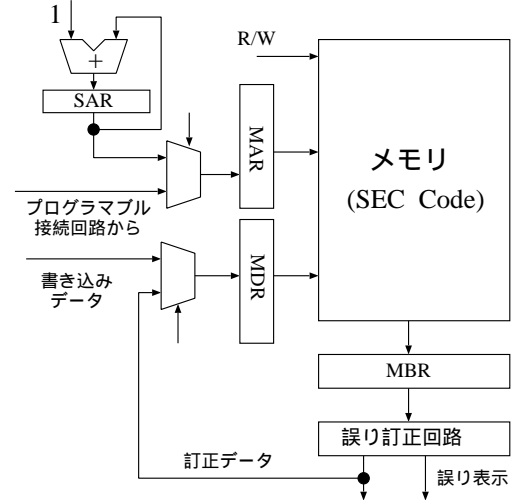 1
+
SAR
R/W
MAR
メモリ
(SEC Code)
プログラマブル
接続回路から
MDR
書き込み
データ
MBR
誤り訂正回路
訂正データ
誤り表示